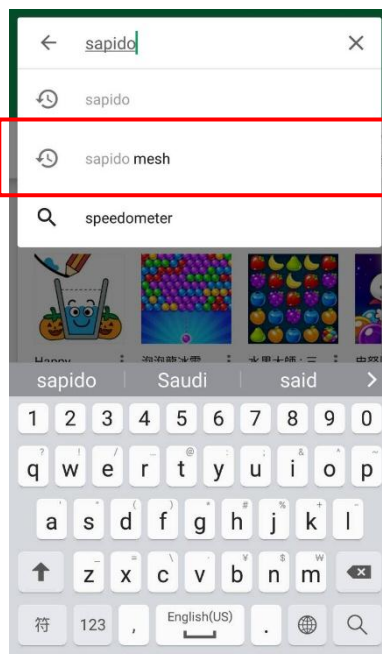 sapido
sapido
sapido mesh
speedometer
Happy
sapido Saudi said
1 2 3 4 5 6 7 8 9 0
q w e r t y u i o p
a s d f g h j k l
z x c v b n m
符 123 , English(US) .